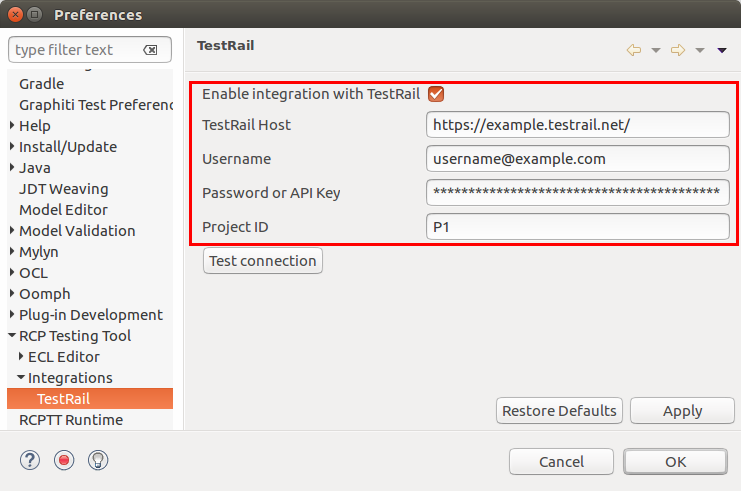 Preferences
type filter text
TestRail
Gradle
Graphiti Test Preferenc
Help
Install/Update
Java
JDT Weaving
Model Editor
Model Validation
Mylyn
OCL
Oomph
Plug-in Development
RCP Testing Tool
ECL Editor
Integrations
TestRail
RCPTT Runtime
Enable integration with TestRail
TestRail Host https://example.testrail.net/
Username username@example.com
Password or API Key *****************************************
Project ID P1
Test connection
Restore Defaults Apply
Cancel OK